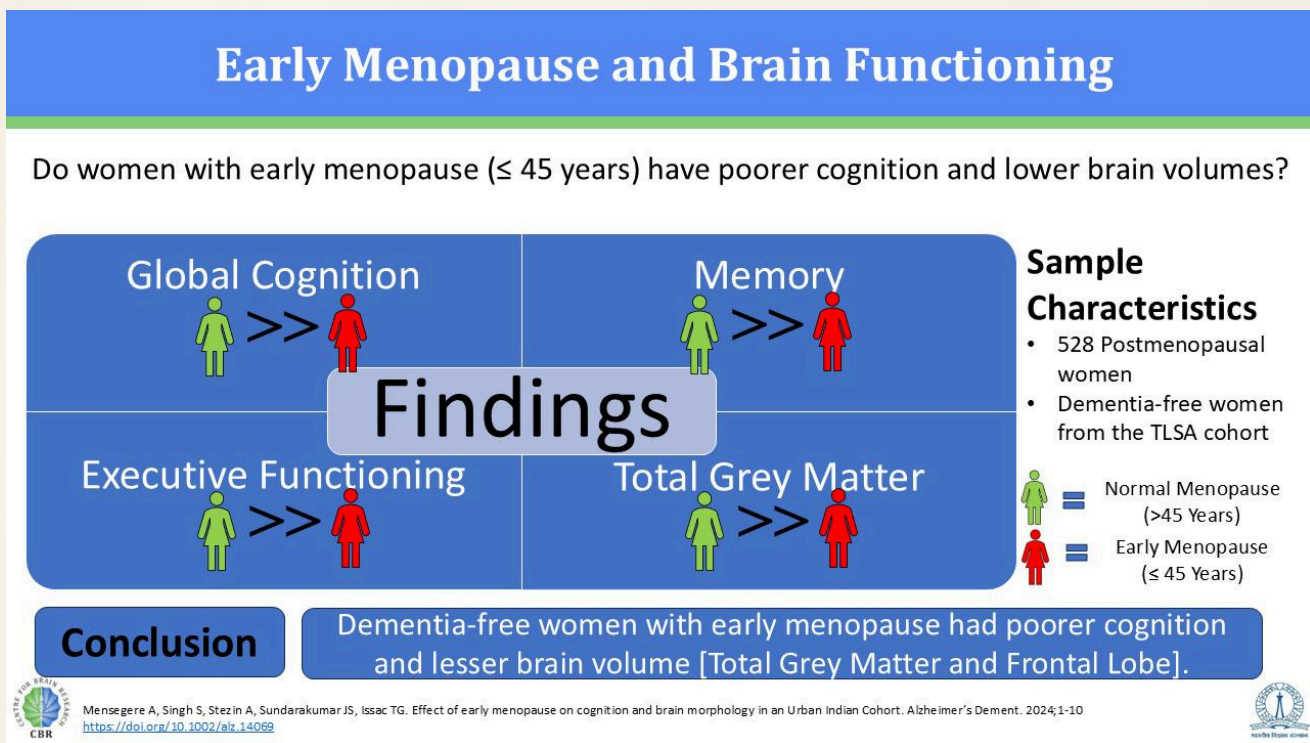 Early Menopause and Brain Functioning
Do women with early menopause (≤ 45 years) have poorer cognition and lower brain volumes?
Global Cognition
>>
Memory
>>
Findings
Executive Functioning
>>
Total Grey Matter
>>
Sample
Characteristics
• 528 Postmenopausal
women
• Dementia-free women
from the TLSA cohort
= Normal Menopause
(>45 Years)
= Early Menopause
(≤ 45 Years)
Conclusion
Dementia-free women with early menopause had poorer cognition
and lesser brain volume [Total Grey Matter and Frontal Lobe].
CENTRE FOR BRAIN RESEARCH
CBR
Mensegere A, Singh S, Stezin A, Sundarakumar JS, Issac TG. Effect of early menopause on cognition and brain morphology in an Urban Indian Cohort. Alzheimer's Dement. 2024;1-10
https://doi.org/10.1002/alz.14069
भारतीय विज्ञान संस्थान